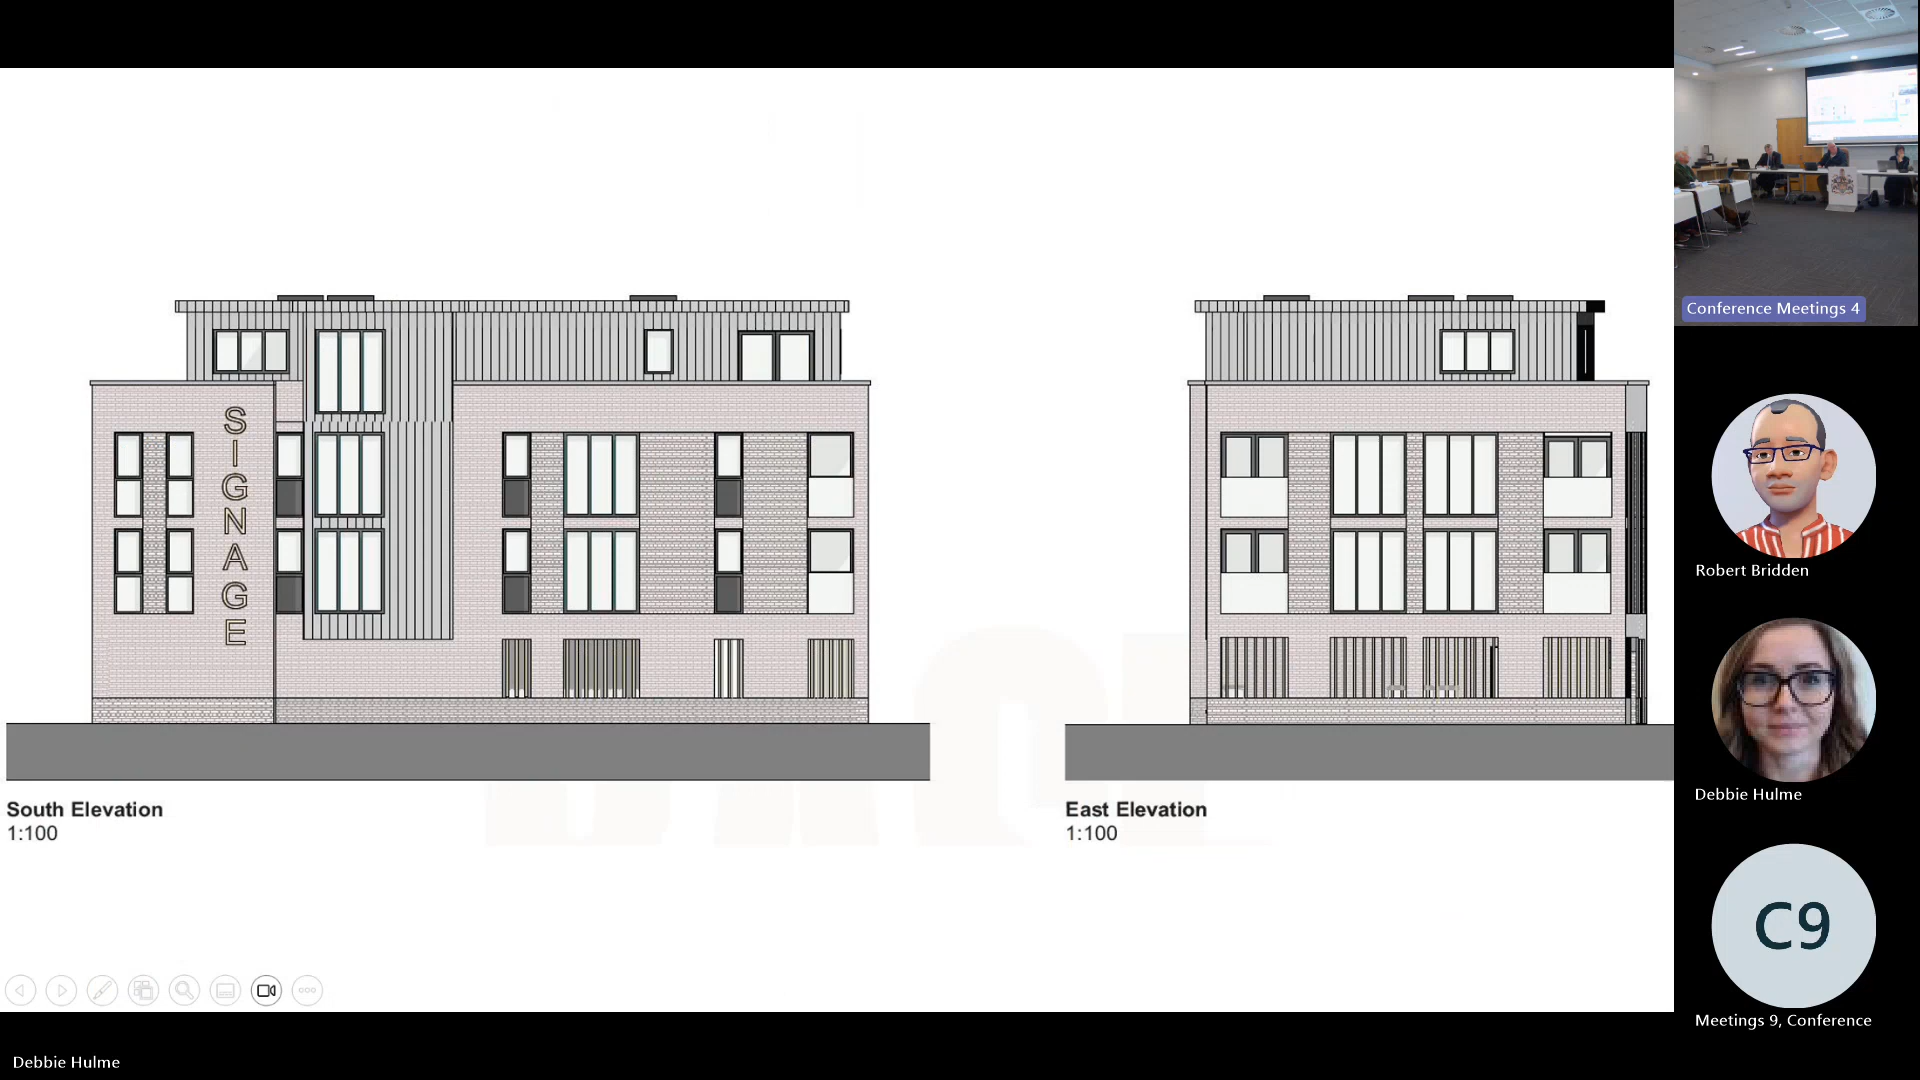 SIGNAGE
South Elevation
1:100
East Elevation
1:100
Conference Meetings 4
Robert Bridden
Debbie Hulme
C9
Meetings 9, Conference
Debbie Hulme